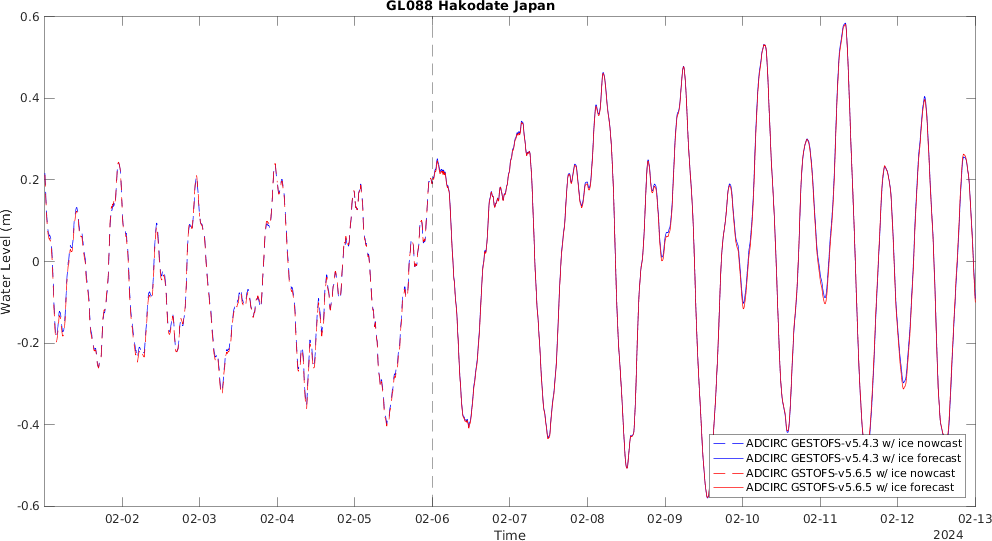 GL088 Hakodate Japan
Water Level (m)
0.6
0.4
0.2
0
-0.2
-0.4
-0.6
02-02 02-03 02-04 02-05 02-06 02-07 02-08 02-09 02-10 02-11 02-12 02-13
Time
2024
ADCIRC GESTOFS-v5.4.3 w/ ice nowcast
ADCIRC GESTOFS-v5.4.3 w/ ice forecast
ADCIRC GSTOFS-v5.6.5 w/ ice nowcast
ADCIRC GSTOFS-v5.6.5 w/ ice forecast